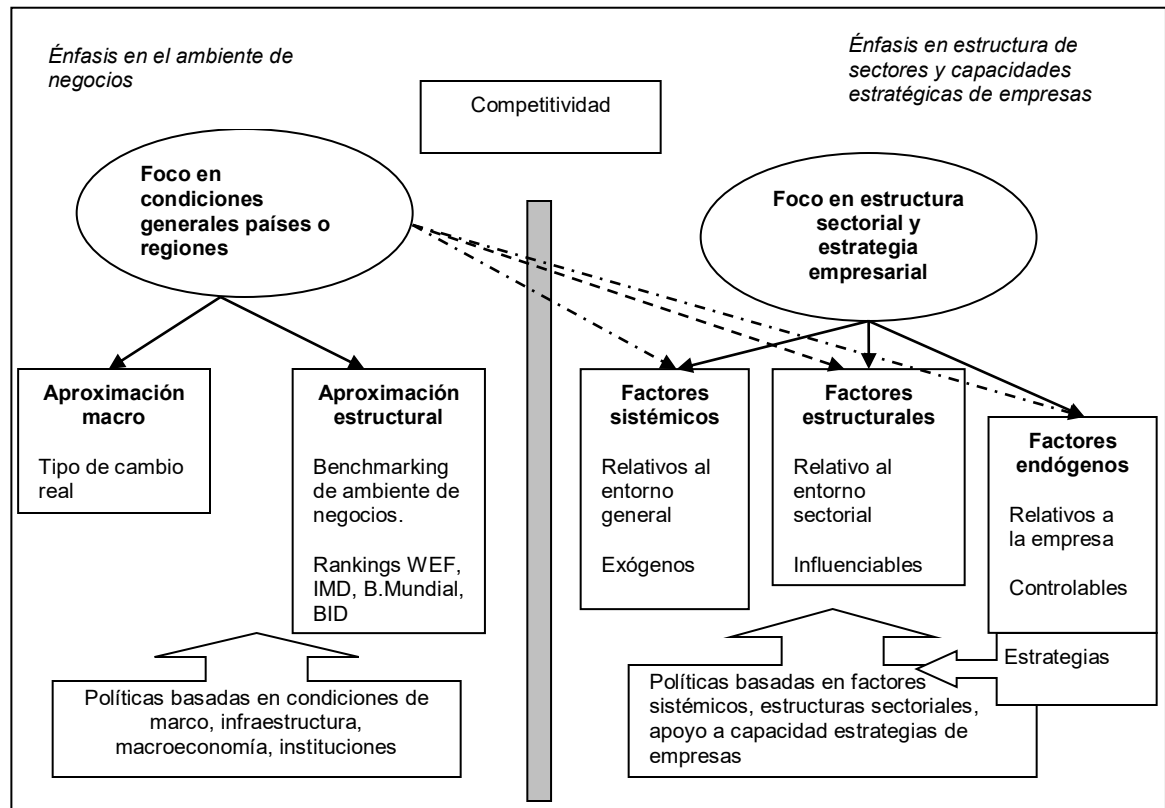 Énfasis en el ambiente de
negocios
Énfasis en estructura de
sectores y capacidades
estratégicas de empresas
Competitividad
Foco en
condiciones
generales países o
regiones
Foco en estructura
sectorial y
estrategia
empresarial
Aproximación
macro
Tipo de cambio
real
Aproximación
estructural
Benchmarking
de ambiente de
negocios.
Rankings WEF,
IMD, B.Mundial,
BID
Factores
sistémicos
Relativos al
entorno
general
Exógenos
Factores
estructurales
Relativo al
entorno
sectorial
Influenciables
Factores
endógenos
Relativos a
la empresa
Controlables
Estrategias
Políticas basadas en condiciones de
marco, infraestructura,
macroeconomía, instituciones
Políticas basadas en factores
sistémicos, estructuras sectoriales,
apoyo a capacidad estrategias de
empresas